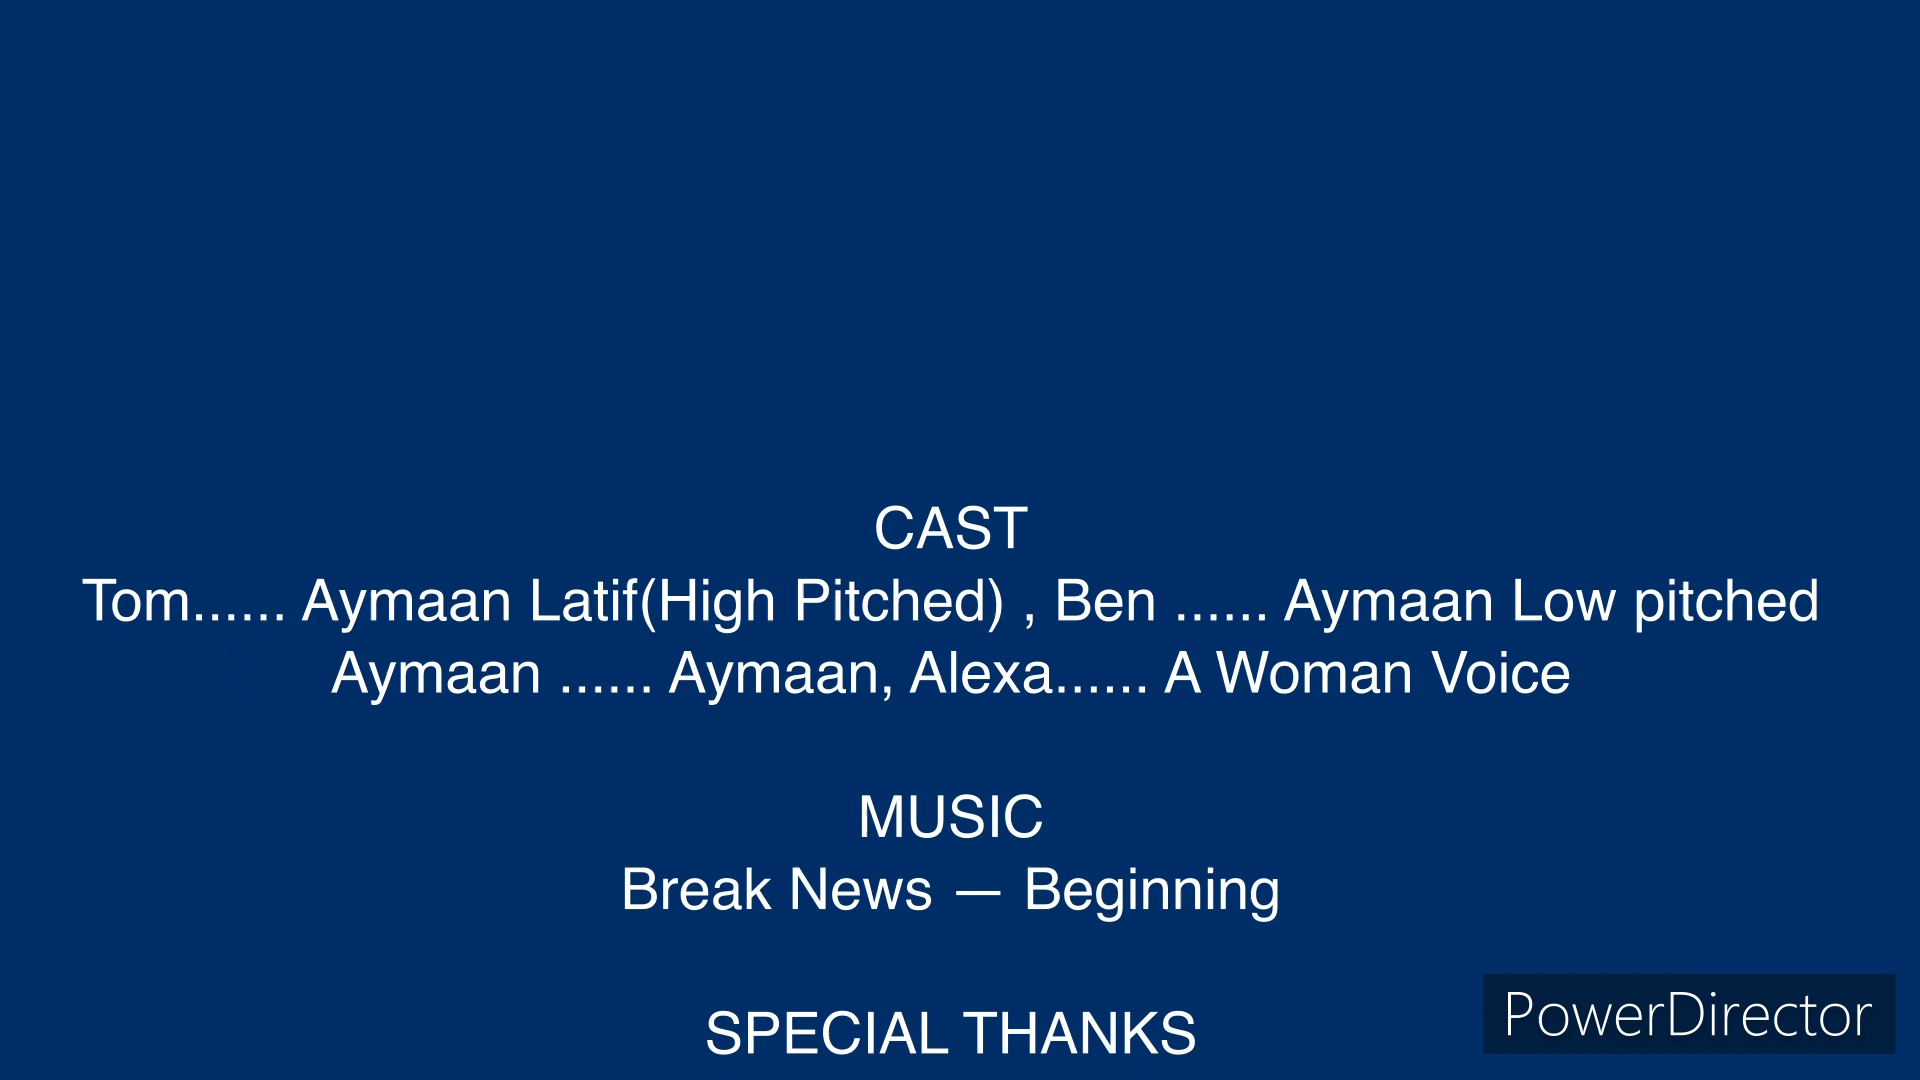 CAST
Tom...... Aymaan Latif(High Pitched) , Ben ...... Aymaan Low pitched
Aymaan ...... Aymaan, Alexa...... A Woman Voice
MUSIC
Break News — Beginning
SPECIAL THANKS
PowerDirector